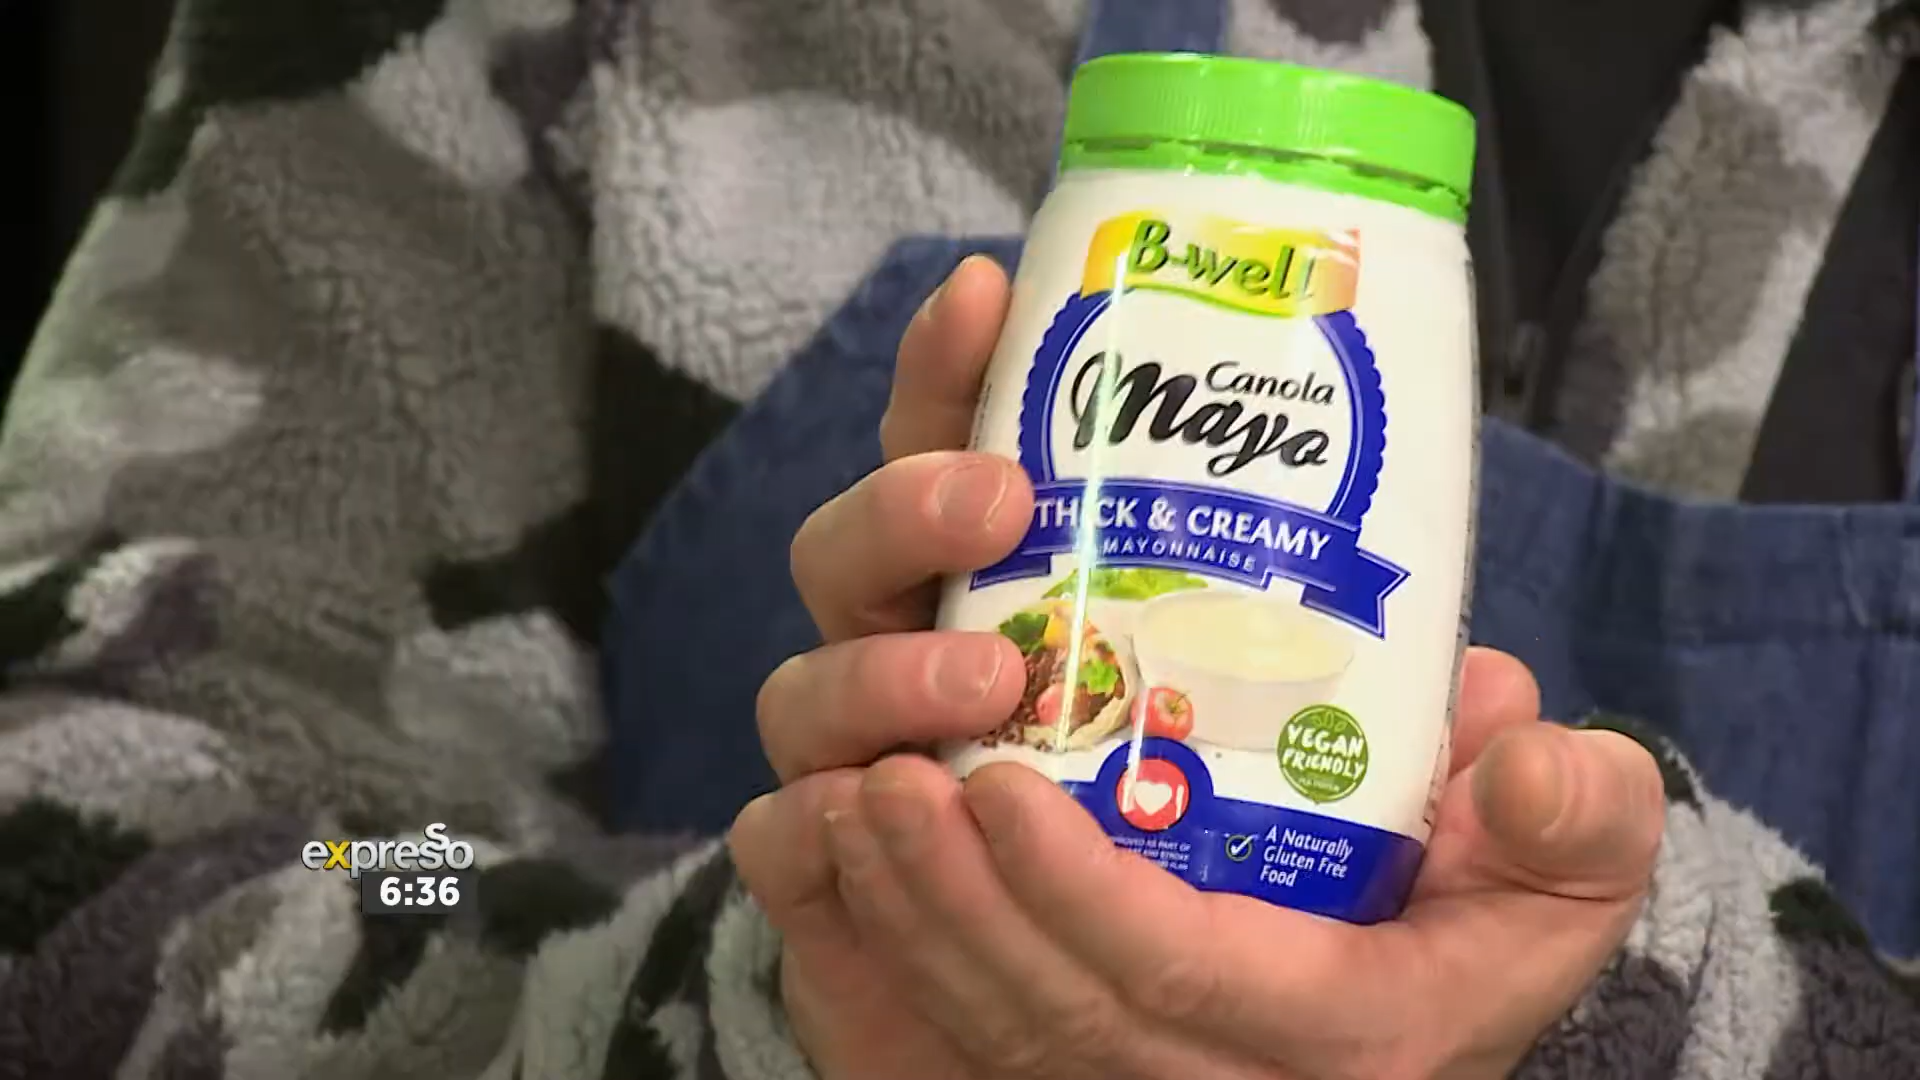 B-well
Canola
Mayo
THICK & CREAMY
MAYONNAISE
VEGAN
FRIENDLY
A Naturally
Gluten Free
Food
expresso
6:36